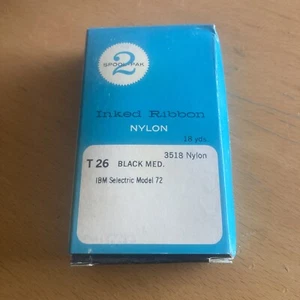 2
SPOOL-PAK
Inked Ribbon
NYLON
18 yds.
3518 Nylon
T 26 BLACK MED.
IBM Selectric Model 72